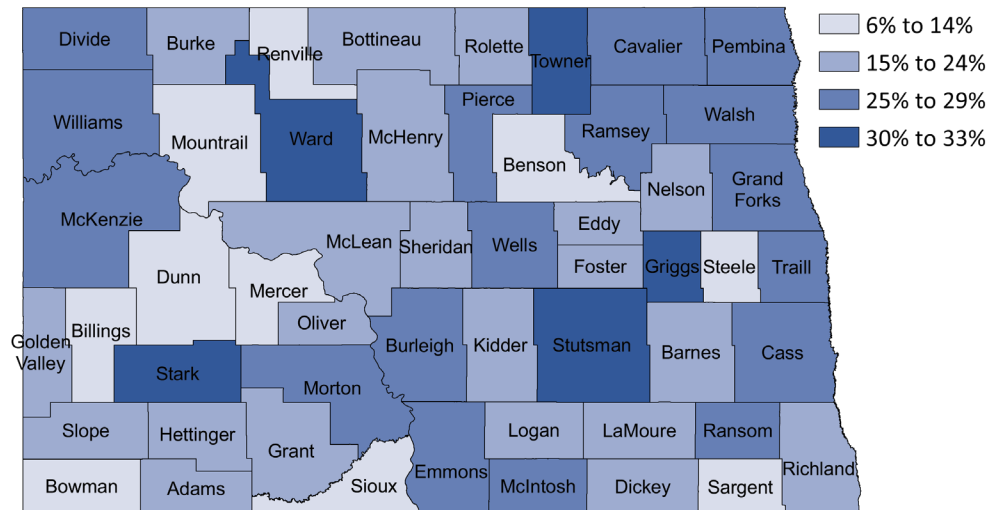 Divide
Burke
Renville
Bottineau
Rolette
Towner
Cavalier
Pembina
6% to 14%
15% to 24%
25% to 29%
30% to 33%
Williams
Mountrail
Ward
McHenry
Pierce
Benson
Ramsey
Walsh
Nelson
Grand
Forks
McKenzie
McLean
Sheridan
Wells
Eddy
Foster
Griggs
Steele
Traill
Dunn
Mercer
Oliver
Billings
Golden
Valley
Stark
Morton
Burleigh
Kidder
Stutsman
Barnes
Cass
Slope
Hettinger
Grant
Logan
LaMoure
Ransom
Richland
Bowman
Adams
Sioux
Emmons
McIntosh
Dickey
Sargent